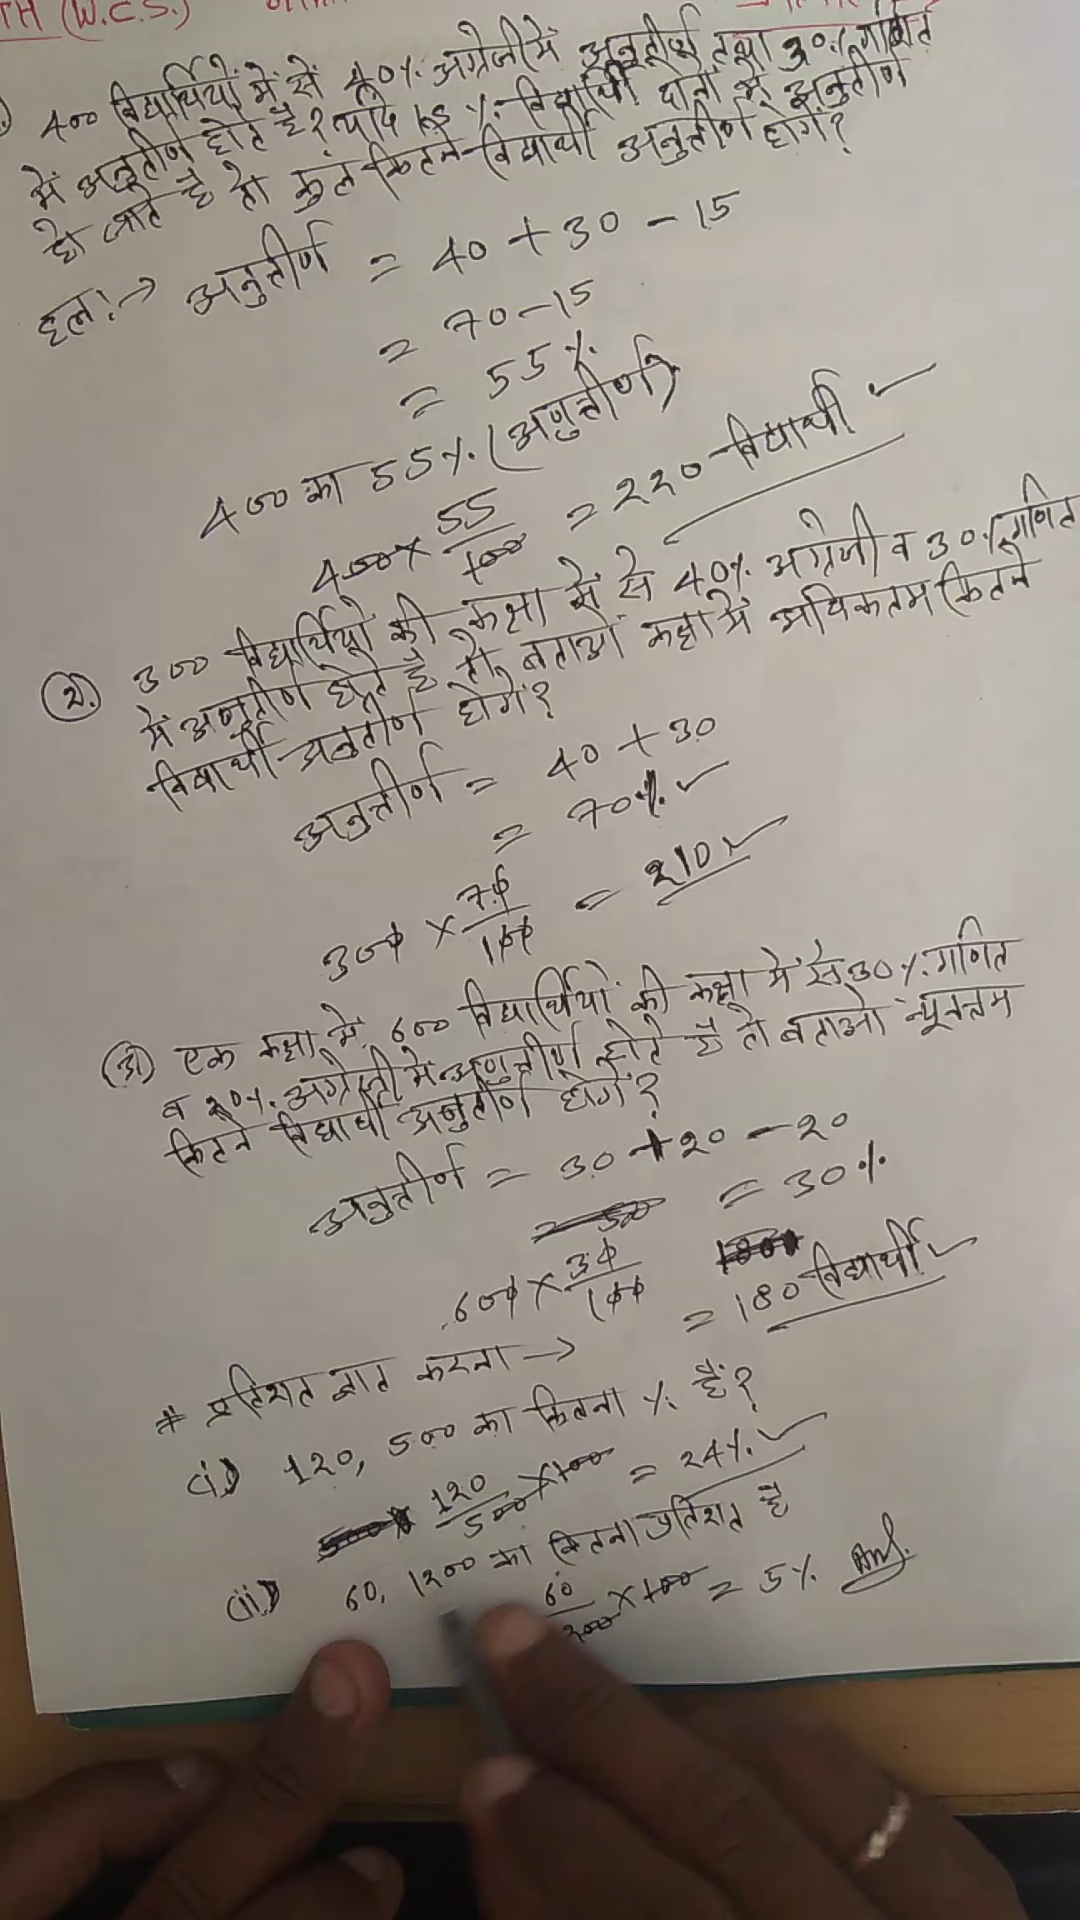 TH (W.C.S.)
400 विद्यार्थियों में से 40% अंग्रेजी में अनुत्तीर्ण तथा 30% गणित
में अनुत्तीर्ण होते है? यदि 15% विद्यार्थी दोनों में अनुतीर्ण
हो जाते है तो कुल कितने विद्यार्थी अनुतीर्ण होगें?
हल:→ अनुत्तीर्ण = 40 + 30 - 15
= 70 - 15
= 55%
400 का 55% (अणुत्तीर्ण)
400 × 55/100 = 220 विद्यार्थी ✓
2. 300 विद्यार्थियों की कक्षा में से 40% अंग्रेजी व 30% गणित
में अनुतीर्ण होते है तो, बताओ कक्षा में अधिकतम कितने
विद्यार्थी अनुतीर्ण होगें?
अनुत्तीर्ण = 40 + 30
= 70% ✓
300 × 70/100 = 210 ✓
(3) एक कक्षा में 600 विद्यार्थियों की कक्षा में से 30% गणित
व 20% अंग्रेजी में अणुत्तीर्ण होते है तो बताओ न्यूनतम
कितने विद्यार्थी अनुतीर्ण होगें?
अनुत्तीर्ण = 30 + 20 - 20
= 30%
600 × 30/100
= 180 विद्यार्थी ✓
* प्रतिशत ज्ञात करना →
(i) 120, 500 का कितना % हैं?
120/500 × 100 = 24% ✓
(ii) 60, 1200 का कितना प्रतिशत है
60/200 × 100 = 5% Ans.